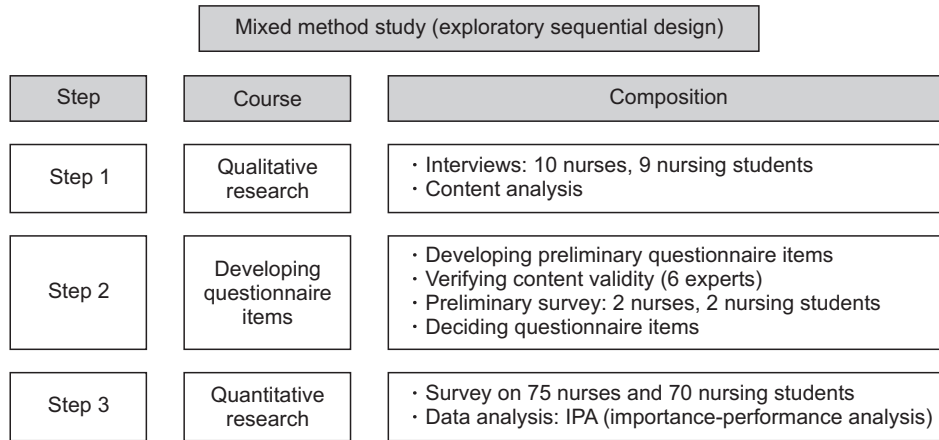 Mixed method study (exploratory sequential design)
Step
Course
Composition
Step 1
Qualitative
research
· Interviews: 10 nurses, 9 nursing students
· Content analysis
Step 2
Developing
questionnaire
items
· Developing preliminary questionnaire items
· Verifying content validity (6 experts)
· Preliminary survey: 2 nurses, 2 nursing students
· Deciding questionnaire items
Step 3
Quantitative
research
· Survey on 75 nurses and 70 nursing students
· Data analysis: IPA (importance-performance analysis)